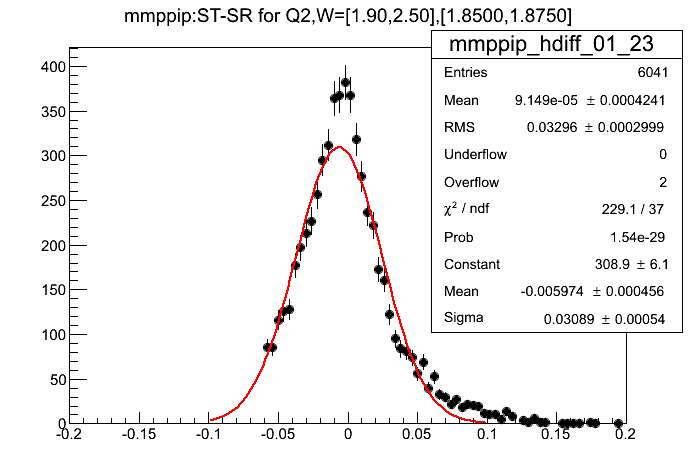 mmppip:ST-SR for Q2,W=[1.90,2.50],[1.8500,1.8750]
mmppip_hdiff_01_23
Entries 6041
Mean 9.149e-05 ± 0.0004241
RMS 0.03296 ± 0.0002999
Underflow 0
Overflow 2
χ² / ndf 229.1 / 37
Prob 1.54e-29
Constant 308.9 ± 6.1
Mean -0.005974 ± 0.000456
Sigma 0.03089 ± 0.00054
400
350
300
250
200
150
100
50
0
-0.2 -0.15 -0.1 -0.05 0 0.05 0.1 0.15 0.2